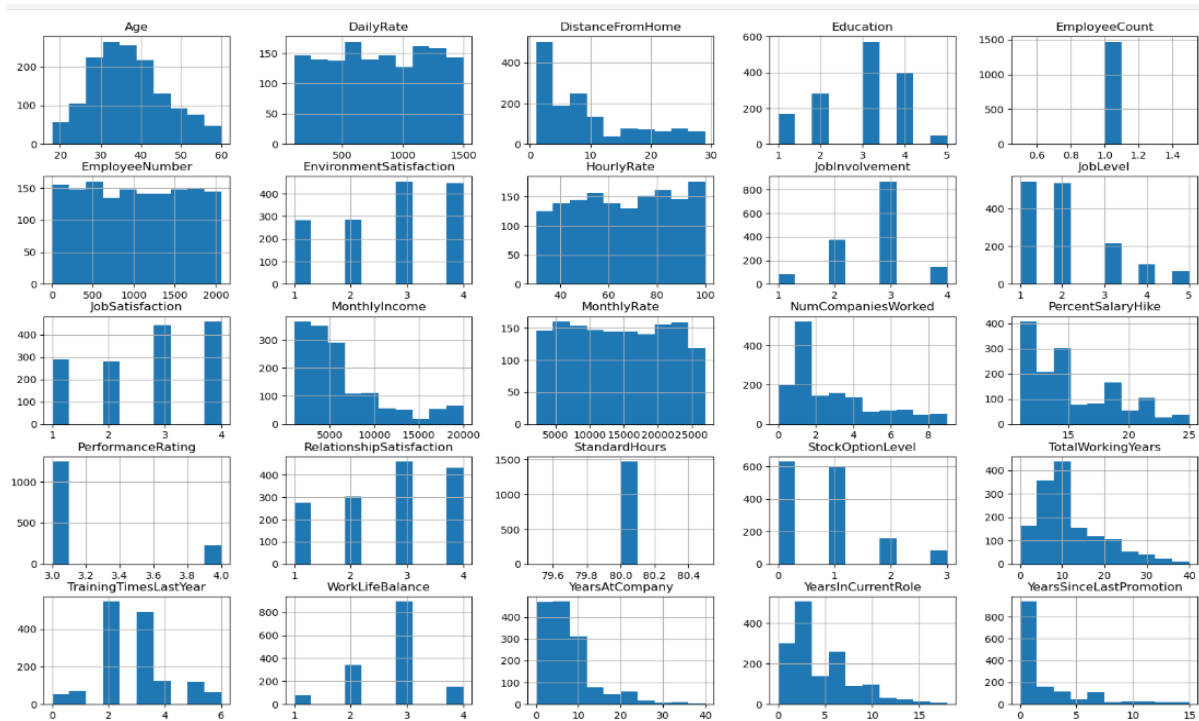 Age DailyRate DistanceFromHome Education EmployeeCount
200 100 0 150 100 50 0 400 200 0 600 400 200 0 1500 1000 500 0
20 30 40 50 60 500 1000 1500 0 10 20 30 1 2 3 4 5 0.6 0.8 1.0 1.2 1.4
EmployeeNumber EnvironmentSatisfaction HourlyRate JobInvolvement JobLevel
150 100 50 0 400 300 200 100 0 150 100 50 0 800 600 400 200 0 400 200 0
0 500 1000 1500 2000 1 2 3 4 40 60 80 100 1 2 3 4 1 2 3 4 5
JobSatisfaction MonthlyIncome MonthlyRate NumCompaniesWorked PercentSalaryHike
400 300 200 100 0 300 200 100 0 150 100 50 0 400 200 0 400 300 200 100 0
1 2 3 4 5000 10000 15000 20000 5000 10000 15000 20000 25000 0 2 4 6 8 15 20 25
PerformanceRating RelationshipSatisfaction StandardHours StockOptionLevel TotalWorkingYears
1000 500 0 400 300 200 100 0 1500 1000 500 0 600 400 200 0 400 300 200 100 0
3.0 3.2 3.4 3.6 3.8 4.0 1 2 3 4 79.6 79.8 80.0 80.2 80.4 0 1 2 3 0 10 20 30 40
TrainingTimesLastYear WorkLifeBalance YearsAtCompany YearsInCurrentRole YearsSinceLastPromotion
400 200 0 800 600 400 200 0 400 300 200 100 0 500 400 300 200 100 0 800 600 400 200 0
0 2 4 6 1 2 3 4 0 10 20 30 40 0 5 10 15 0 5 10 15